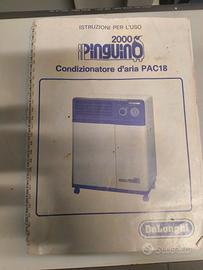 ISTRUZIONI PER L'USO
2000
Pinguino
Condizionatore d'aria PAC18
DeLonghi